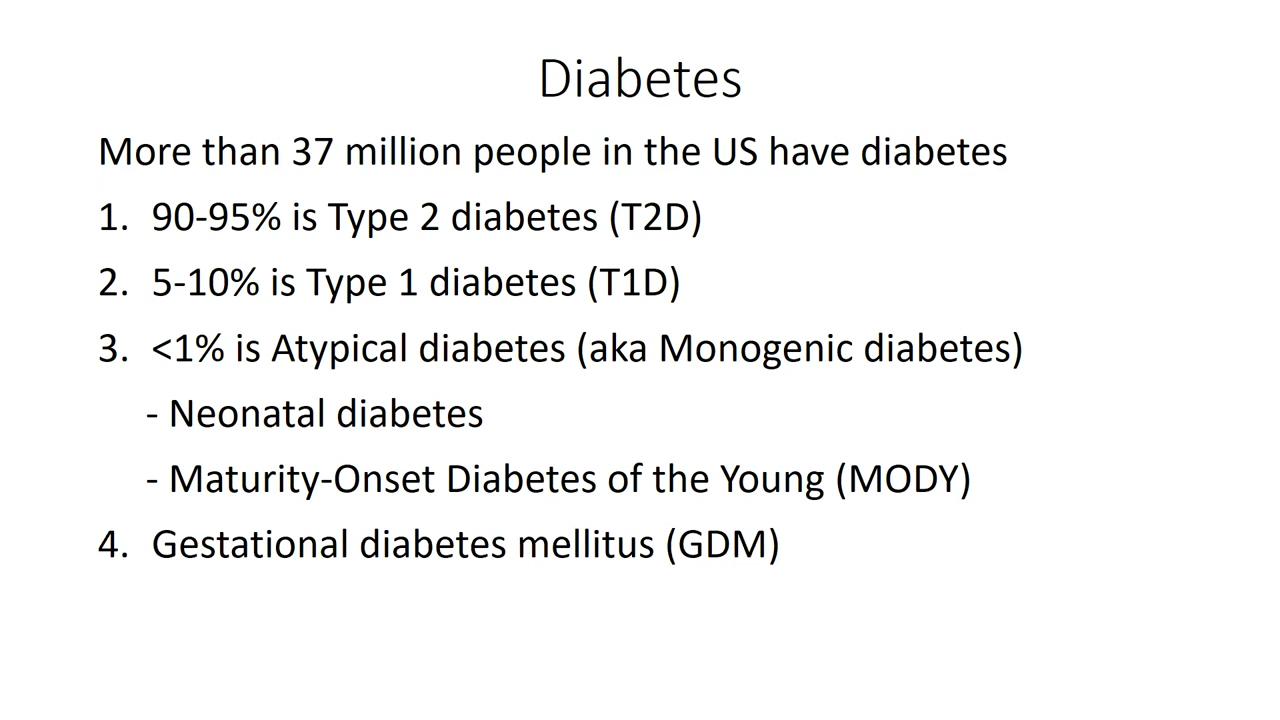 Diabetes
More than 37 million people in the US have diabetes
1. 90-95% is Type 2 diabetes (T2D)
2. 5-10% is Type 1 diabetes (T1D)
3. <1% is Atypical diabetes (aka Monogenic diabetes)
- Neonatal diabetes
- Maturity-Onset Diabetes of the Young (MODY)
4. Gestational diabetes mellitus (GDM)